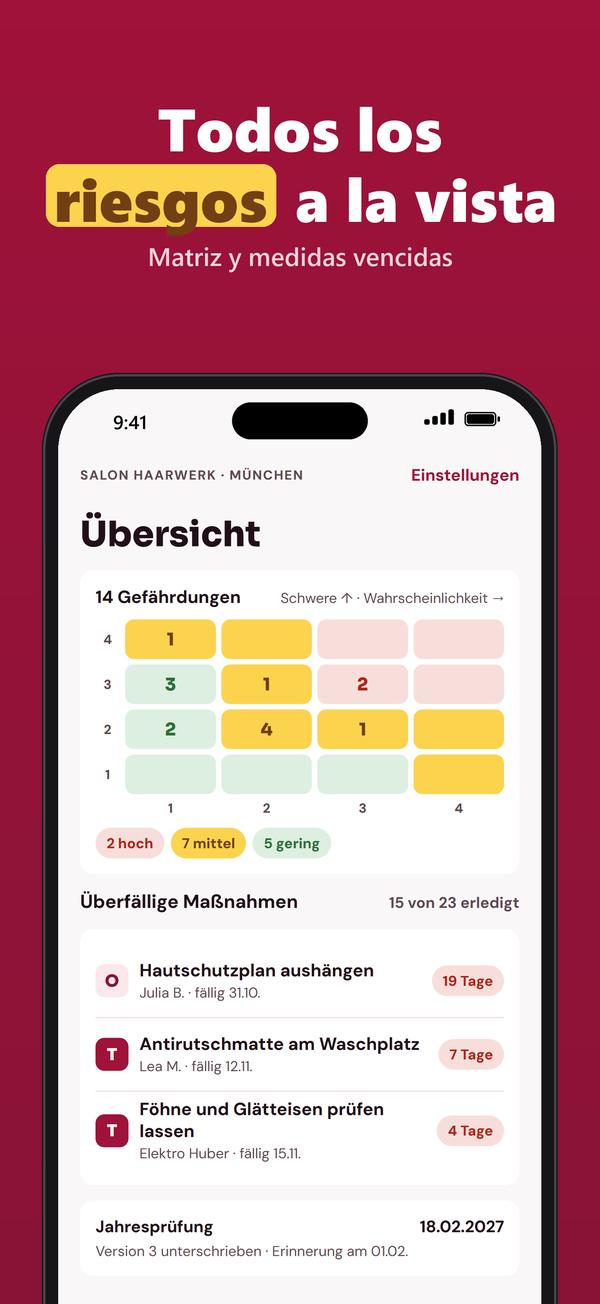 Todos los
riesgos a la vista
Matriz y medidas vencidas
9:41
SALON HAARWERK · MÜNCHEN Einstellungen
Übersicht
14 Gefährdungen Schwere ↑ · Wahrscheinlichkeit →
4 1
3 3 1 2
2 2 4 1
1
1 2 3 4
2 hoch 7 mittel 5 gering
Überfällige Maßnahmen 15 von 23 erledigt
O Hautschutzplan aushängen 19 Tage
Julia B. · fällig 31.10.
T Antirutschmatte am Waschplatz 7 Tage
Lea M. · fällig 12.11.
T Föhne und Glätteisen prüfen
lassen 4 Tage
Elektro Huber · fällig 15.11.
Jahresprüfung 18.02.2027
Version 3 unterschrieben · Erinnerung am 01.02.